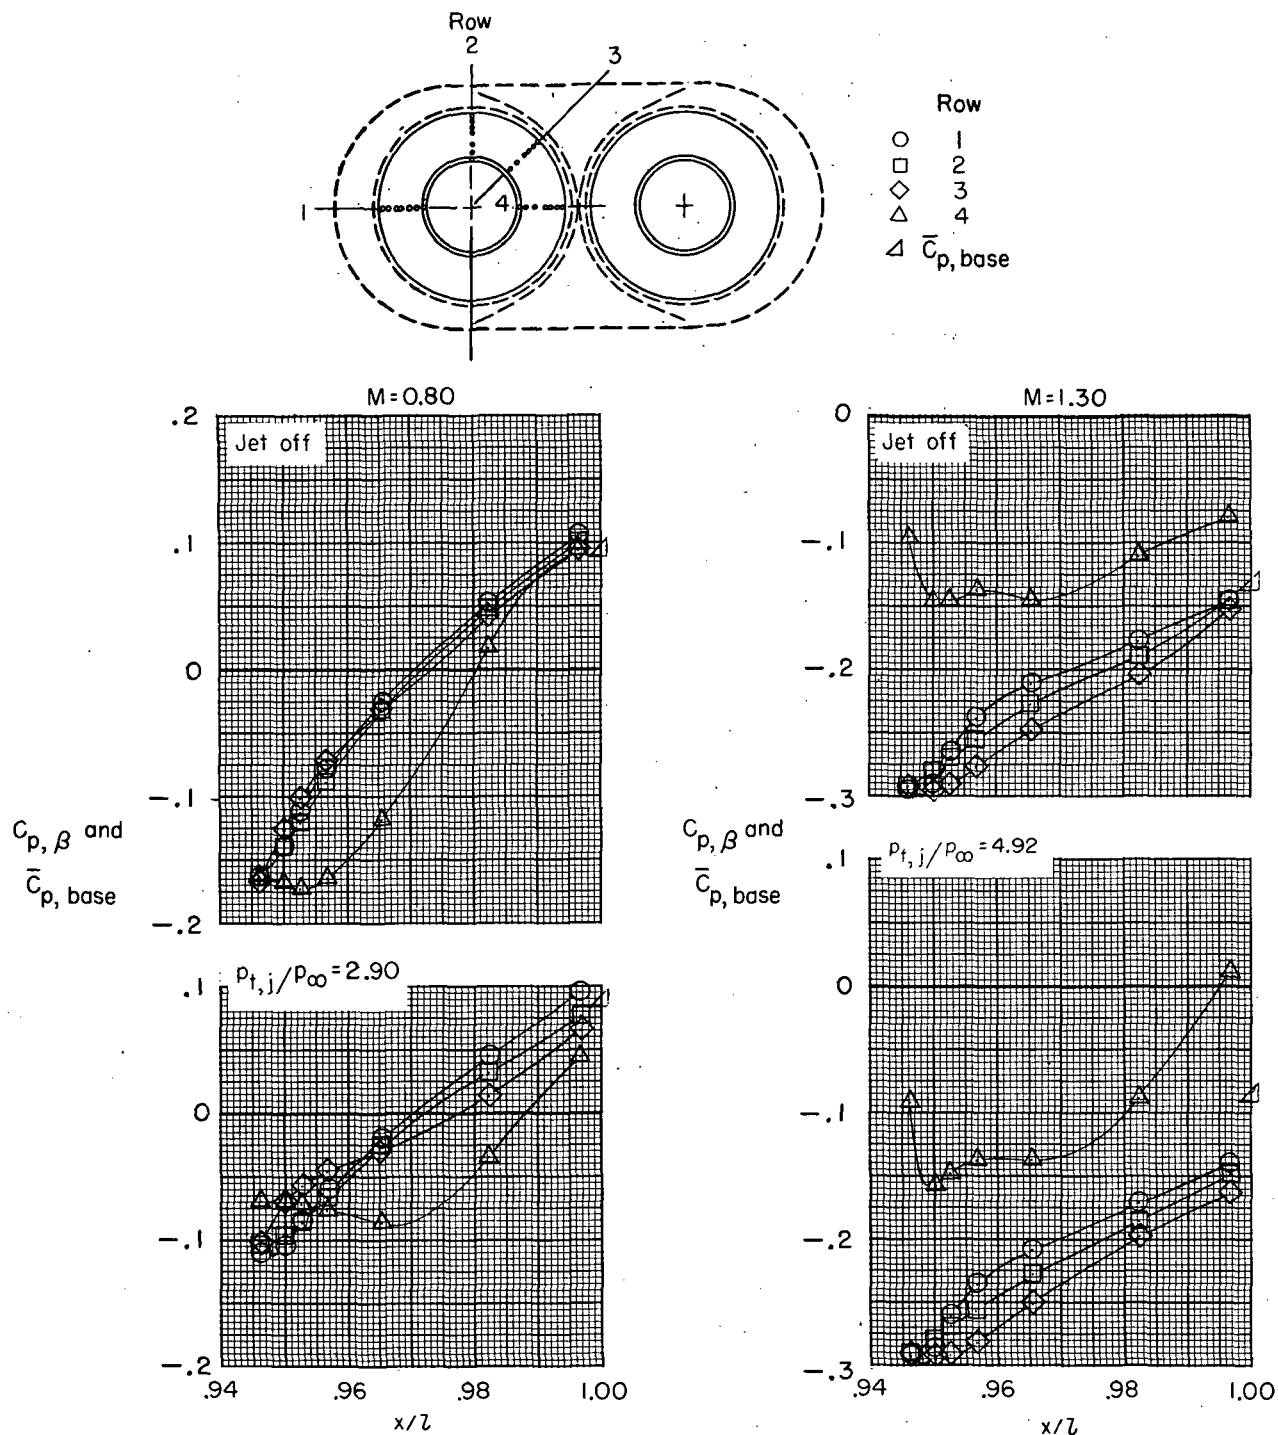 Row
2
3
1
4
Row
○ 1
□ 2
◇ 3
△ 4
⊿ C̅p, base
M=0.80
Jet off
.2
.1
0
-.1
-.2
Cp, β and
C̅p, base
pt,j/p∞=2.90
.1
0
-.1
-.2
.94 .96 .98 1.00
x/l
M=1.30
Jet off
0
-.1
-.2
-.3
Cp, β and
C̅p, base
pt,j/p∞=4.92
.1
0
-.1
-.2
-.3
.94 .96 .98 1.00
x/l